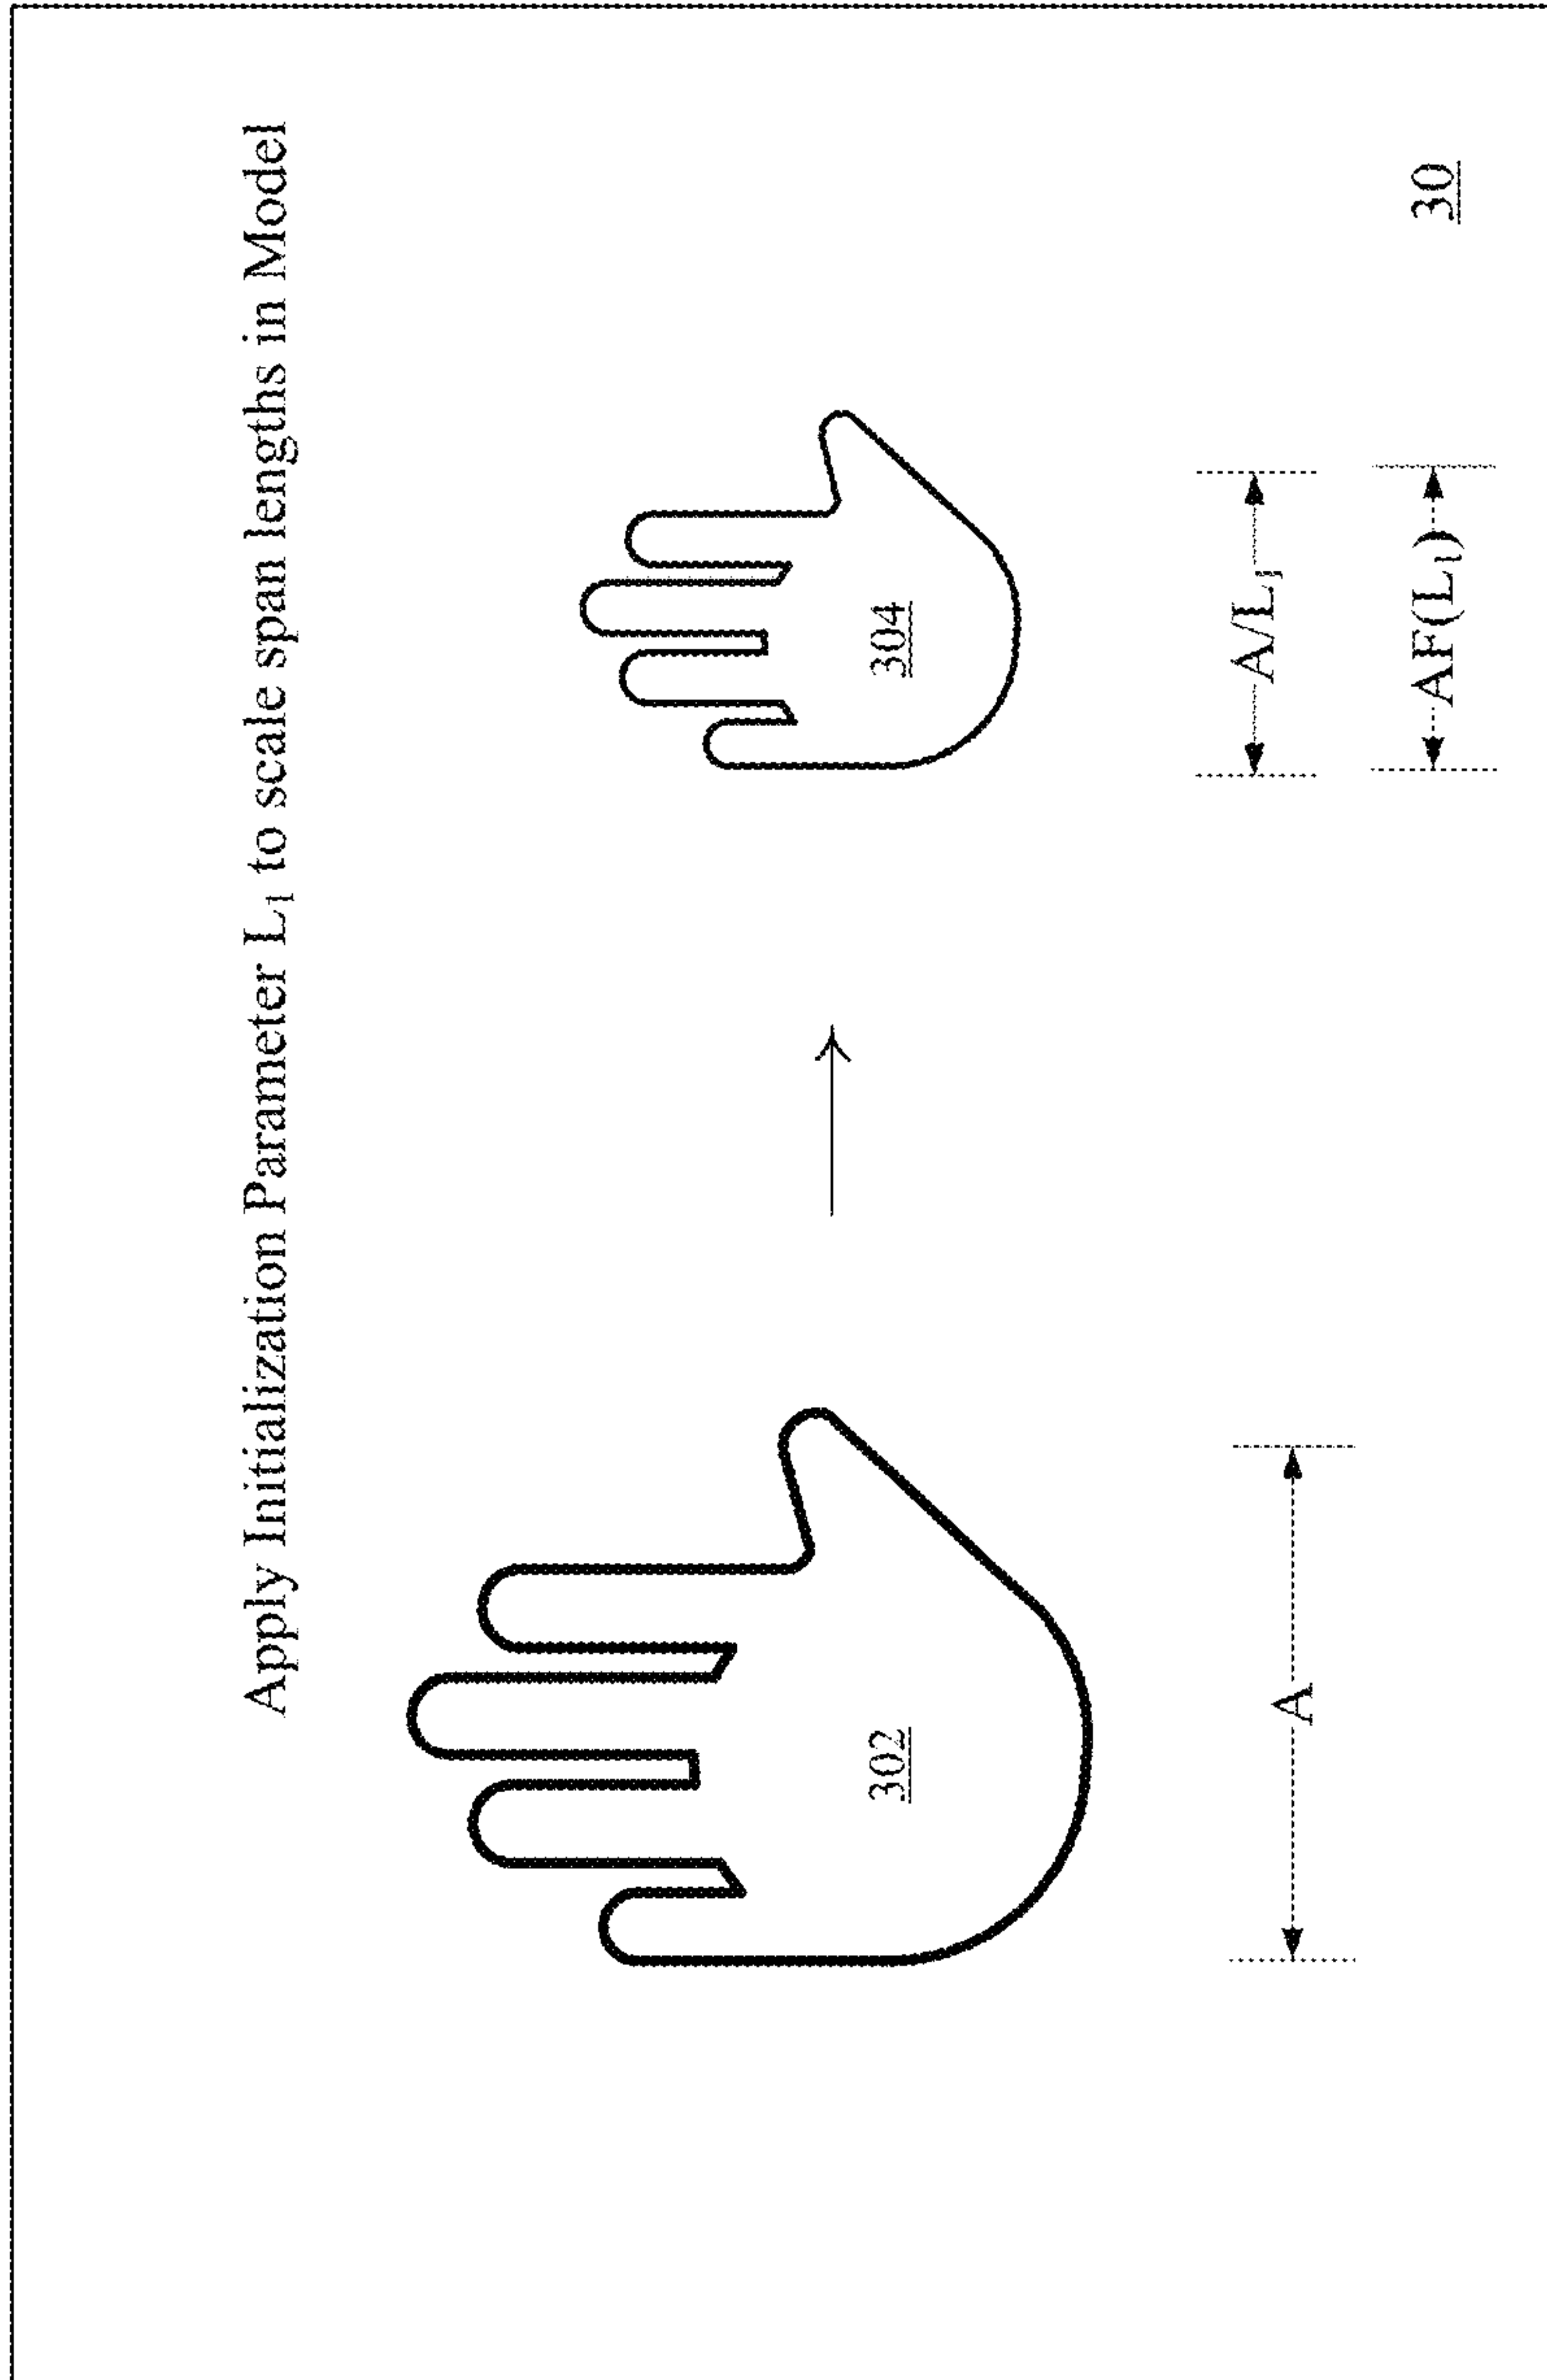 Apply Initialization Parameter L₁ to scale span lengths in Model
302
304
A
A/L₁
AF(L₁)
30